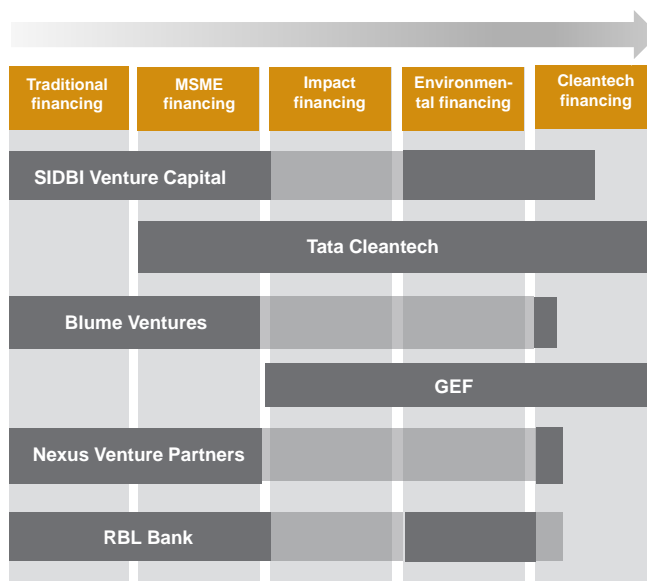 Traditional
financing
MSME
financing
Impact
financing
Environmen-
tal financing
Cleantech
financing
SIDBI Venture Capital
Tata Cleantech
Blume Ventures
GEF
Nexus Venture Partners
RBL Bank